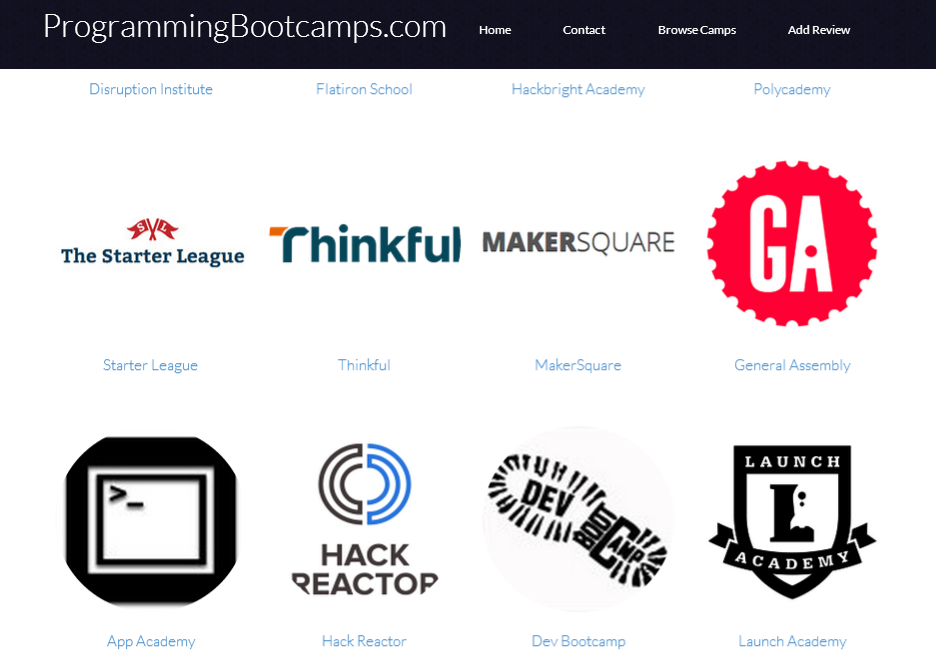 ProgrammingBootcamps.com Home Contact Browse Camps Add Review
Disruption Institute Flatiron School Hackbright Academy Polycademy
S L
The Starter League
Thinkful
MAKERSQUARE
GA
Starter League Thinkful MakerSquare General Assembly
>_
HACK
REACTOR
DEV
BOOT
CAMP
LAUNCH
L
ACADEMY
App Academy Hack Reactor Dev Bootcamp Launch Academy